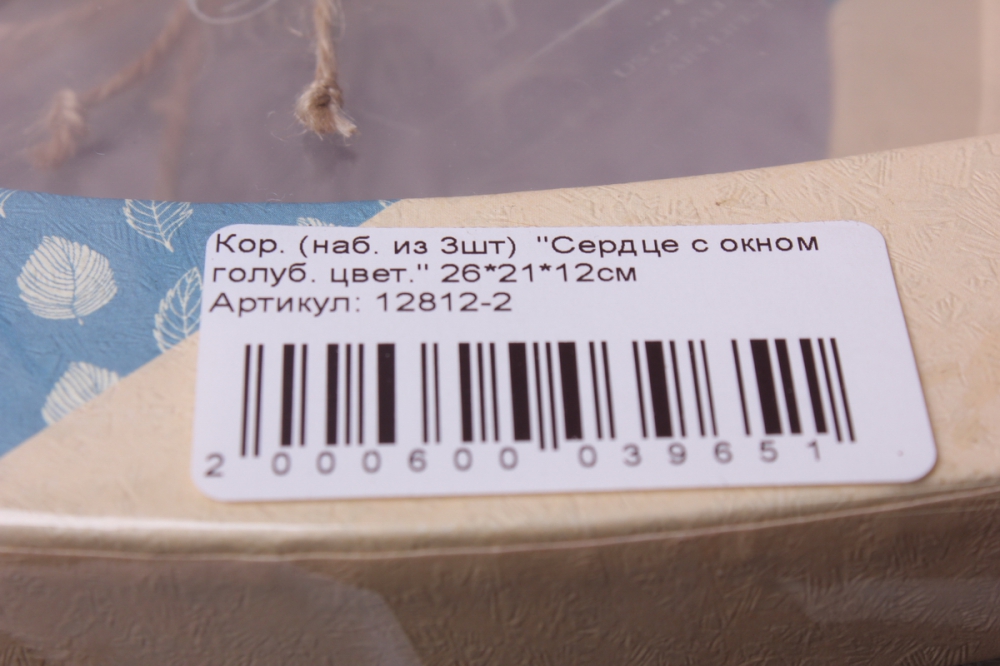 Кор. (наб. из 3шт) "Сердце с окном
голуб. цвет." 26*21*12см
Артикул: 12812-2
2 000600 039651